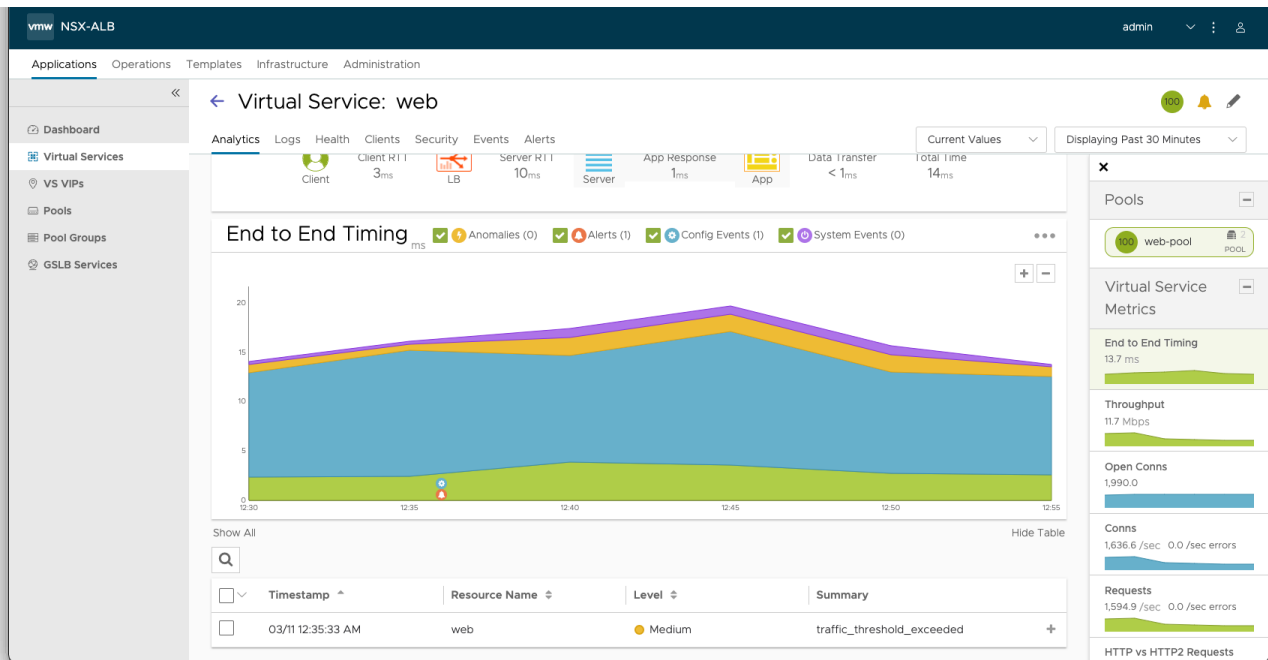 vmw NSX-ALB
admin
Applications Operations Templates Infrastructure Administration
Virtual Service: web
100
Dashboard
Virtual Services
VS VIPs
Pools
Pool Groups
GSLB Services
Analytics Logs Health Clients Security Events Alerts
Current Values
Displaying Past 30 Minutes
Client RTT Server RTT App Response Data Transfer Total Time
Client 3ms LB 10ms Server 1ms App < 1ms 14ms
End to End Timing ms Anomalies (0) Alerts (1) Config Events (1) System Events (0)
20
15
10
5
0
12:30 12:35 12:40 12:45 12:50 12:55
Show All Hide Table
Timestamp Resource Name Level Summary
03/11 12:35:33 AM web Medium traffic_threshold_exceeded
Pools
100 web-pool 2
POOL
Virtual Service
Metrics
End to End Timing
13.7 ms
Throughput
11.7 Mbps
Open Conns
1,990.0
Conns
1,636.6 /sec 0.0 /sec errors
Requests
1,594.9 /sec 0.0 /sec errors
HTTP vs HTTP2 Requests